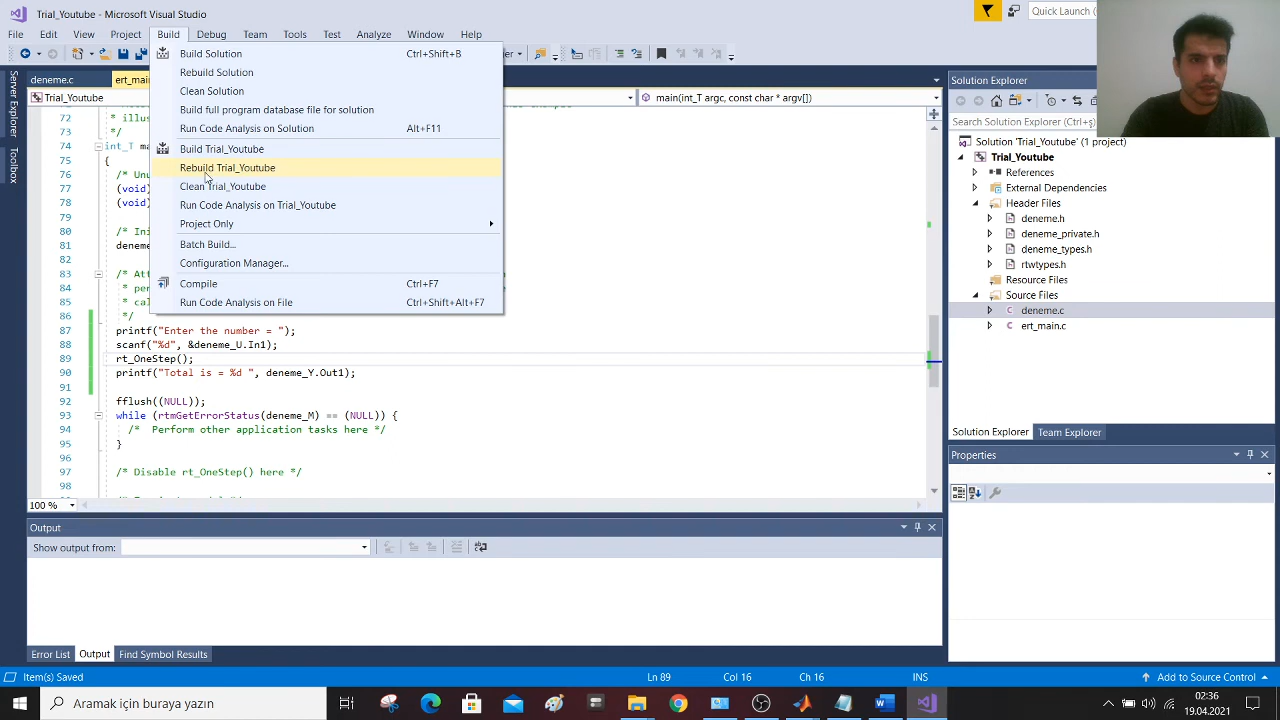 Trial_Youtube - Microsoft Visual Studio
Quick Launch (
File Edit View Project Build Debug Team Tools Test Analyze Window Help
deneme.c
ert_main
Trial_Youtube
main(int_T argc, const char * argv[])
Server Explorer
Toolbox
Build Solution Ctrl+Shift+B
Rebuild Solution
Clean Solution
Build full program database file for solution
Run Code Analysis on Solution Alt+F11
Build Trial_Youtube
Rebuild Trial_Youtube
Clean Trial_Youtube
Run Code Analysis on Trial_Youtube
Project Only
Batch Build...
Configuration Manager...
Compile Ctrl+F7
Run Code Analysis on File Ctrl+Shift+Alt+F7
72
73 */
74 int_T
75 {
76
77 (void)
78 (void)
79
80
81
82
83
84
85
86 */
87 printf("Enter the number = ");
88 scanf("%d", &deneme_U.In1);
89 rt_OneStep();
90 printf("Total is = %d ", deneme_Y.Out1);
91
92 fflush((NULL));
93 while (rtmGetErrorStatus(deneme_M) == (NULL)) {
94 /* Perform other application tasks here */
95 }
96
97 /* Disable rt_OneStep() here */
98
100 %
Solution Explorer
Search Solution Explorer (Ctrl+ş)
Solution 'Trial_Youtube' (1 project)
Trial_Youtube
References
External Dependencies
Header Files
deneme.h
deneme_private.h
deneme_types.h
rtwtypes.h
Resource Files
Source Files
deneme.c
ert_main.c
Solution Explorer Team Explorer
Properties
Output
Show output from:
Error List Output Find Symbol Results
Item(s) Saved Ln 89 Col 16 Ch 16 INS Add to Source Control
Aramak için buraya yazın
02:36
19.04.2021